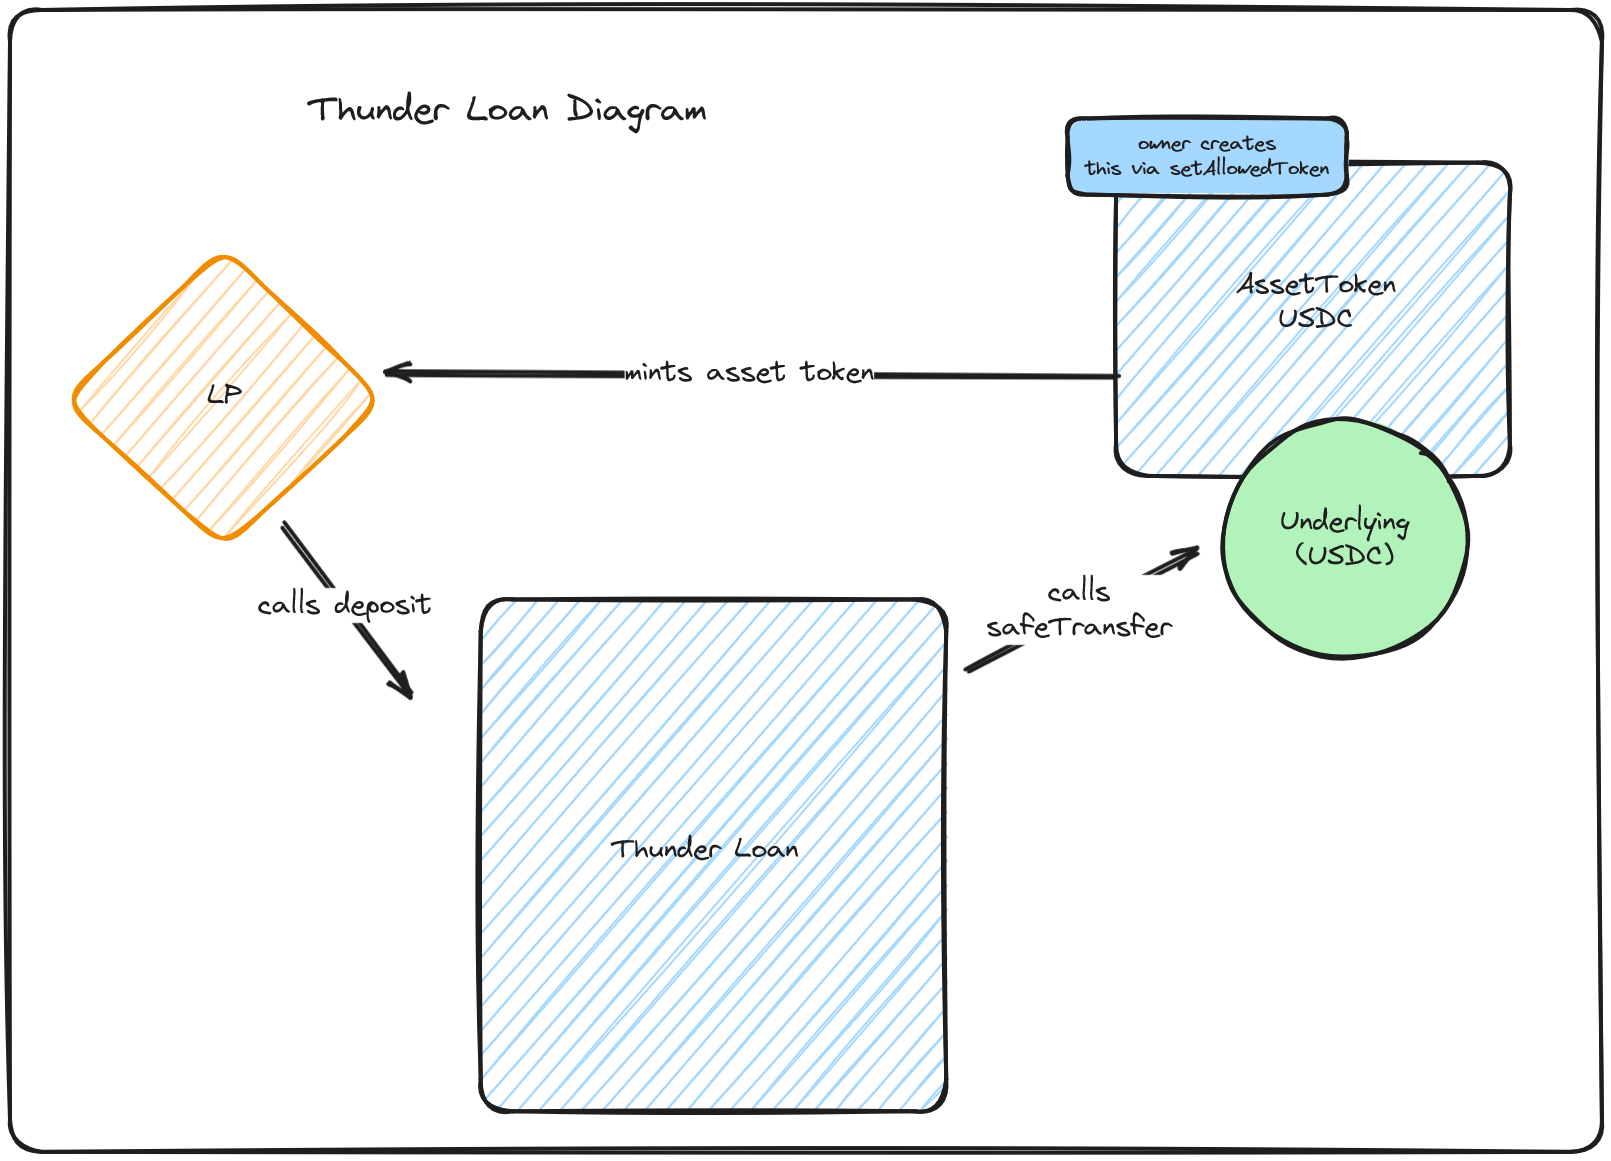 Thunder Loan Diagram
owner creates
this via setAllowedToken
AssetToken
USDC
mints asset token
LP
Underlying
(USDC)
calls deposit
calls
safeTransfer
Thunder Loan